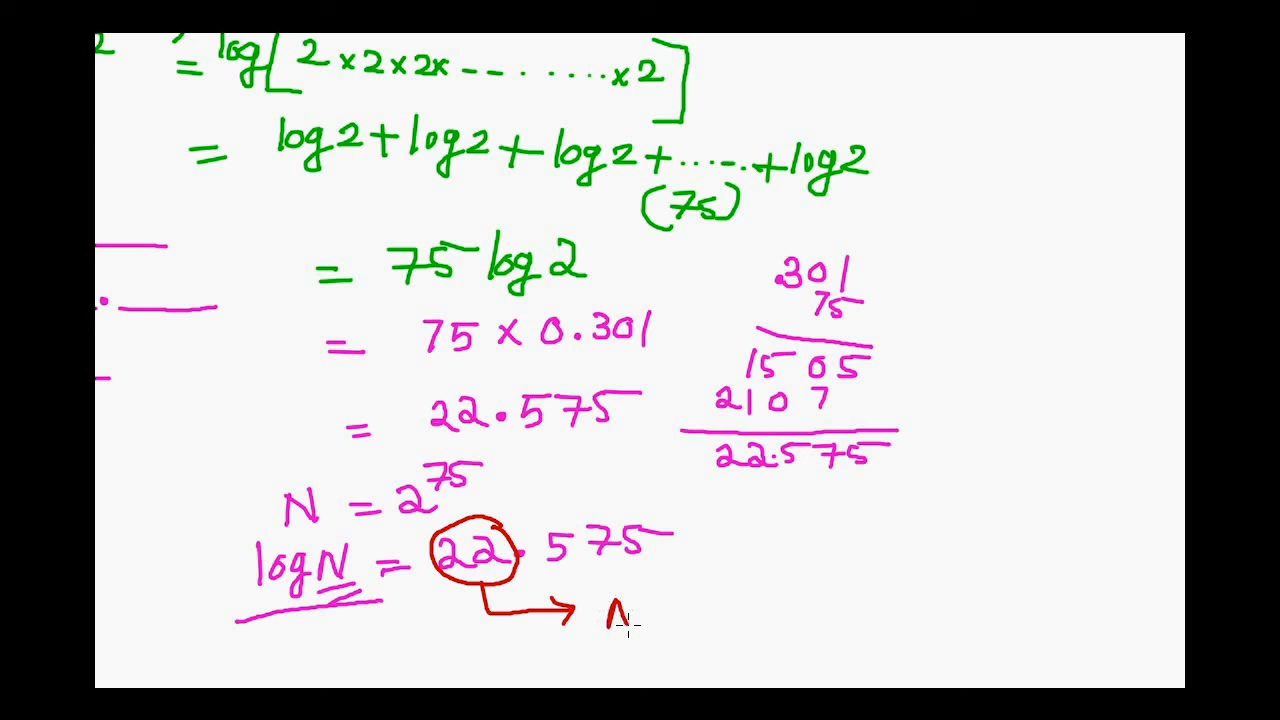 = log[ 2 × 2 × 2 × - - . . . . . . × 2 ]
= log2 + log2 + log2 + ...... + log2
(75)
= 75 log2
= 75 × 0.301
= 22.575
.301
75
1505
2107
22.575
N = 2^75
log N = 22.575